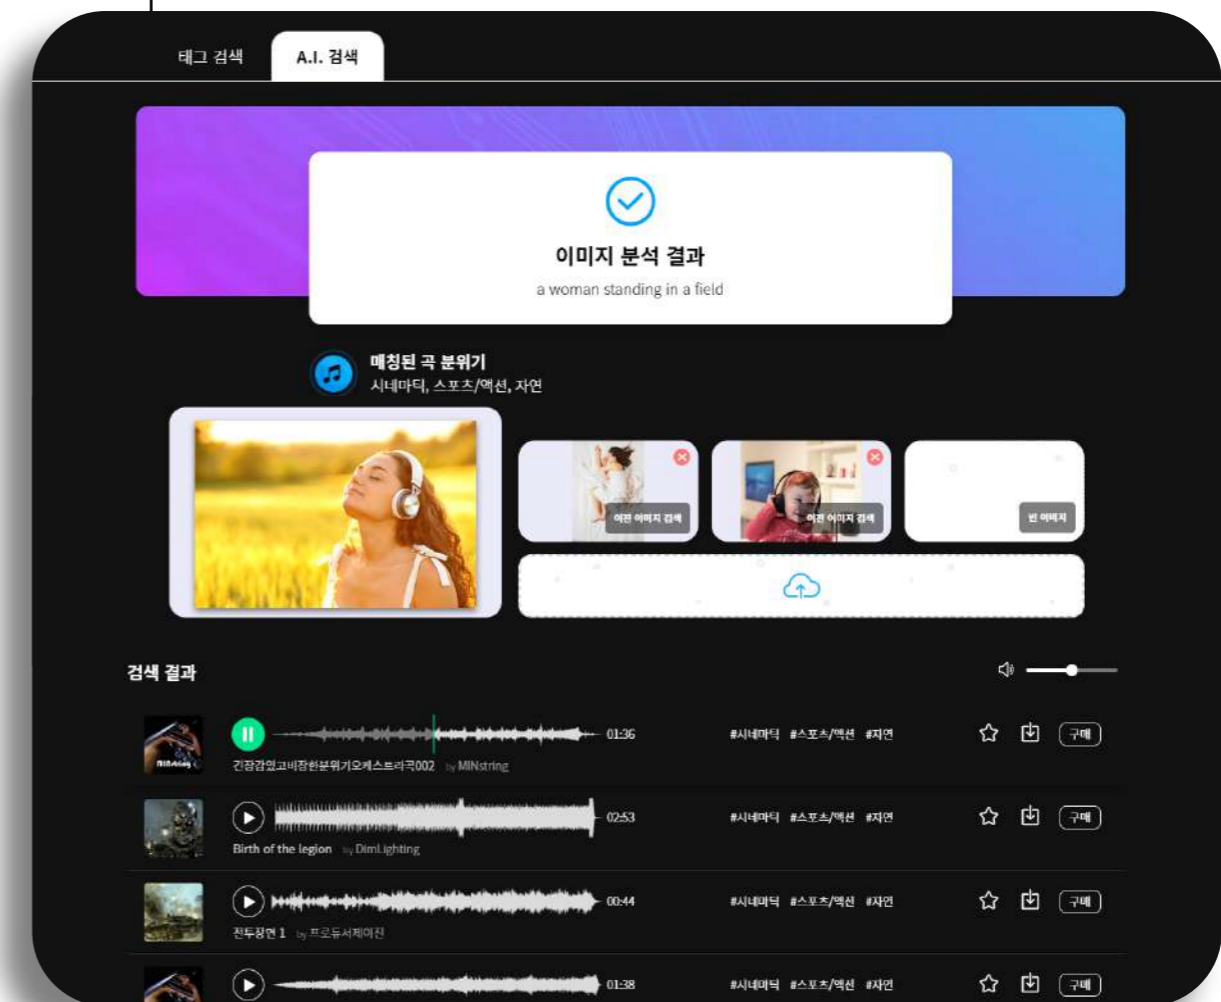 태그 검색
A.I. 검색
이미지 분석 결과
a woman standing in a field
매칭된 곡 분위기
시네마틱, 스포츠/액션, 자연
이전 이미지 검색
이전 이미지 검색
빈 이미지
검색 결과
01:36 #시네마틱 #스포츠/액션 #자연 구매
긴장감있고비장한분위기오케스트라곡002 by MINstring
02:53 #시네마틱 #스포츠/액션 #자연 구매
Birth of the legion by DimLighting
00:44 #시네마틱 #스포츠/액션 #자연 구매
전투장면 1 by 프로듀서제이진
01:38 #시네마틱 #스포츠/액션 #자연 구매